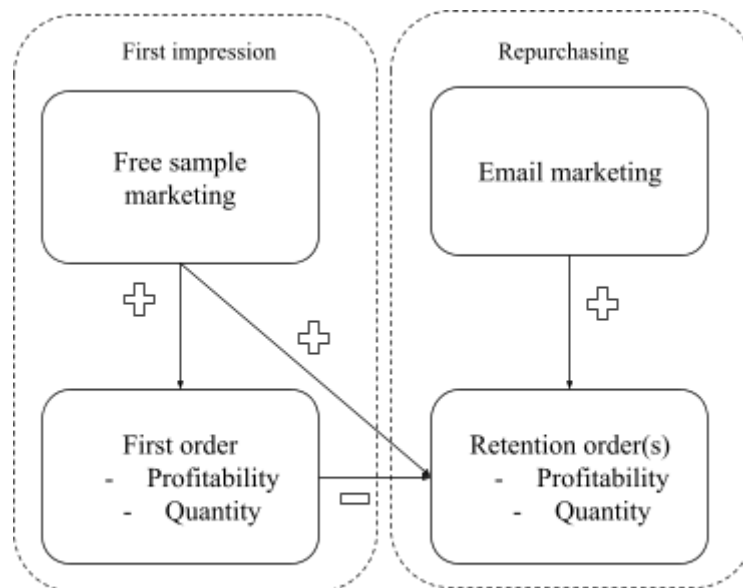 First impression
Free sample
marketing
First order
- Profitability
- Quantity
Repurchasing
Email marketing
Retention order(s)
- Profitability
- Quantity